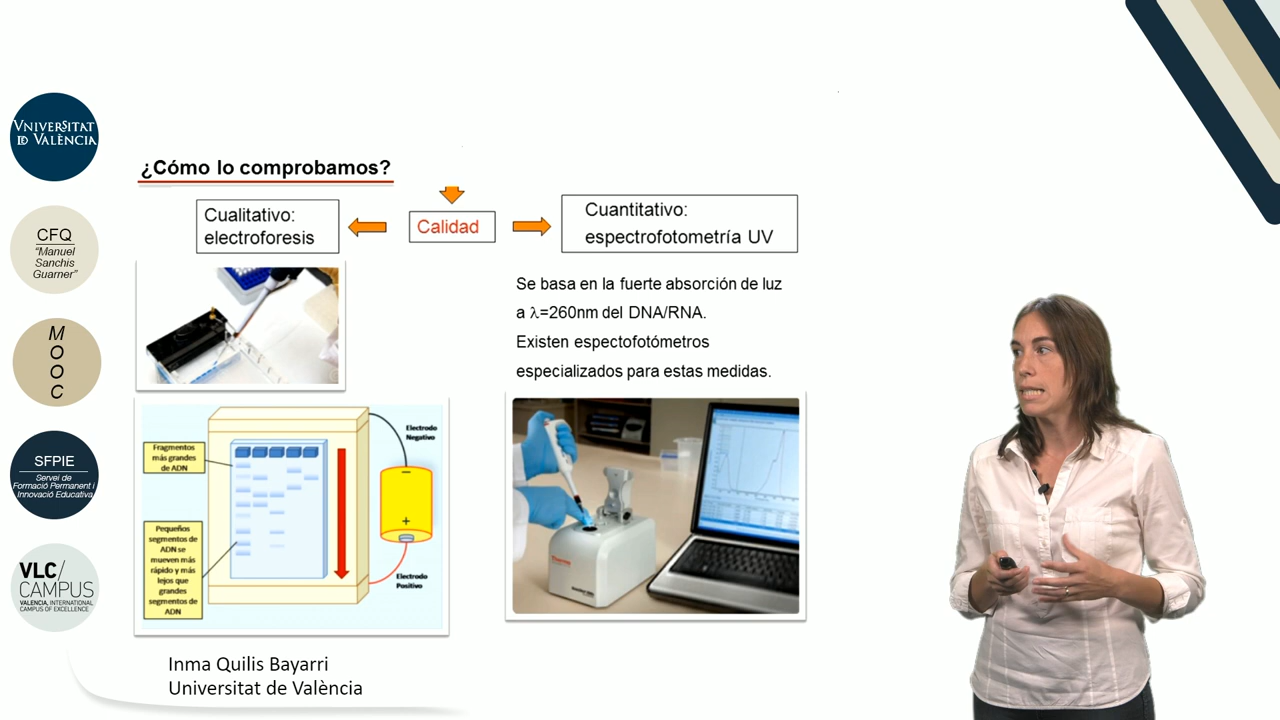 VNIVERSITAT
ID VALÈNCIA
CFQ
“Manuel
Sanchis
Guarner”
M
O
O
C
SFPIE
Servei de
Formació Permanent i
Innovació Educativa
VLC/
CAMPUS
VALENCIA, INTERNATIONAL
CAMPUS OF EXCELLENCE
¿Cómo lo comprobamos?
Cualitativo:
electroforesis
Calidad
Cuantitativo:
espectrofotometría UV
Se basa en la fuerte absorción de luz
a λ=260nm del DNA/RNA.
Existen espectofotómetros
especializados para estas medidas.
Fragmentos
más grandes
de ADN
Pequeños
segmentos de
ADN se
mueven más
rápido y más
lejos que
grandes
segmentos de
ADN
Electrodo
Negativo
−
+
Electrodo
Positivo
Inma Quilis Bayarri
Universitat de València